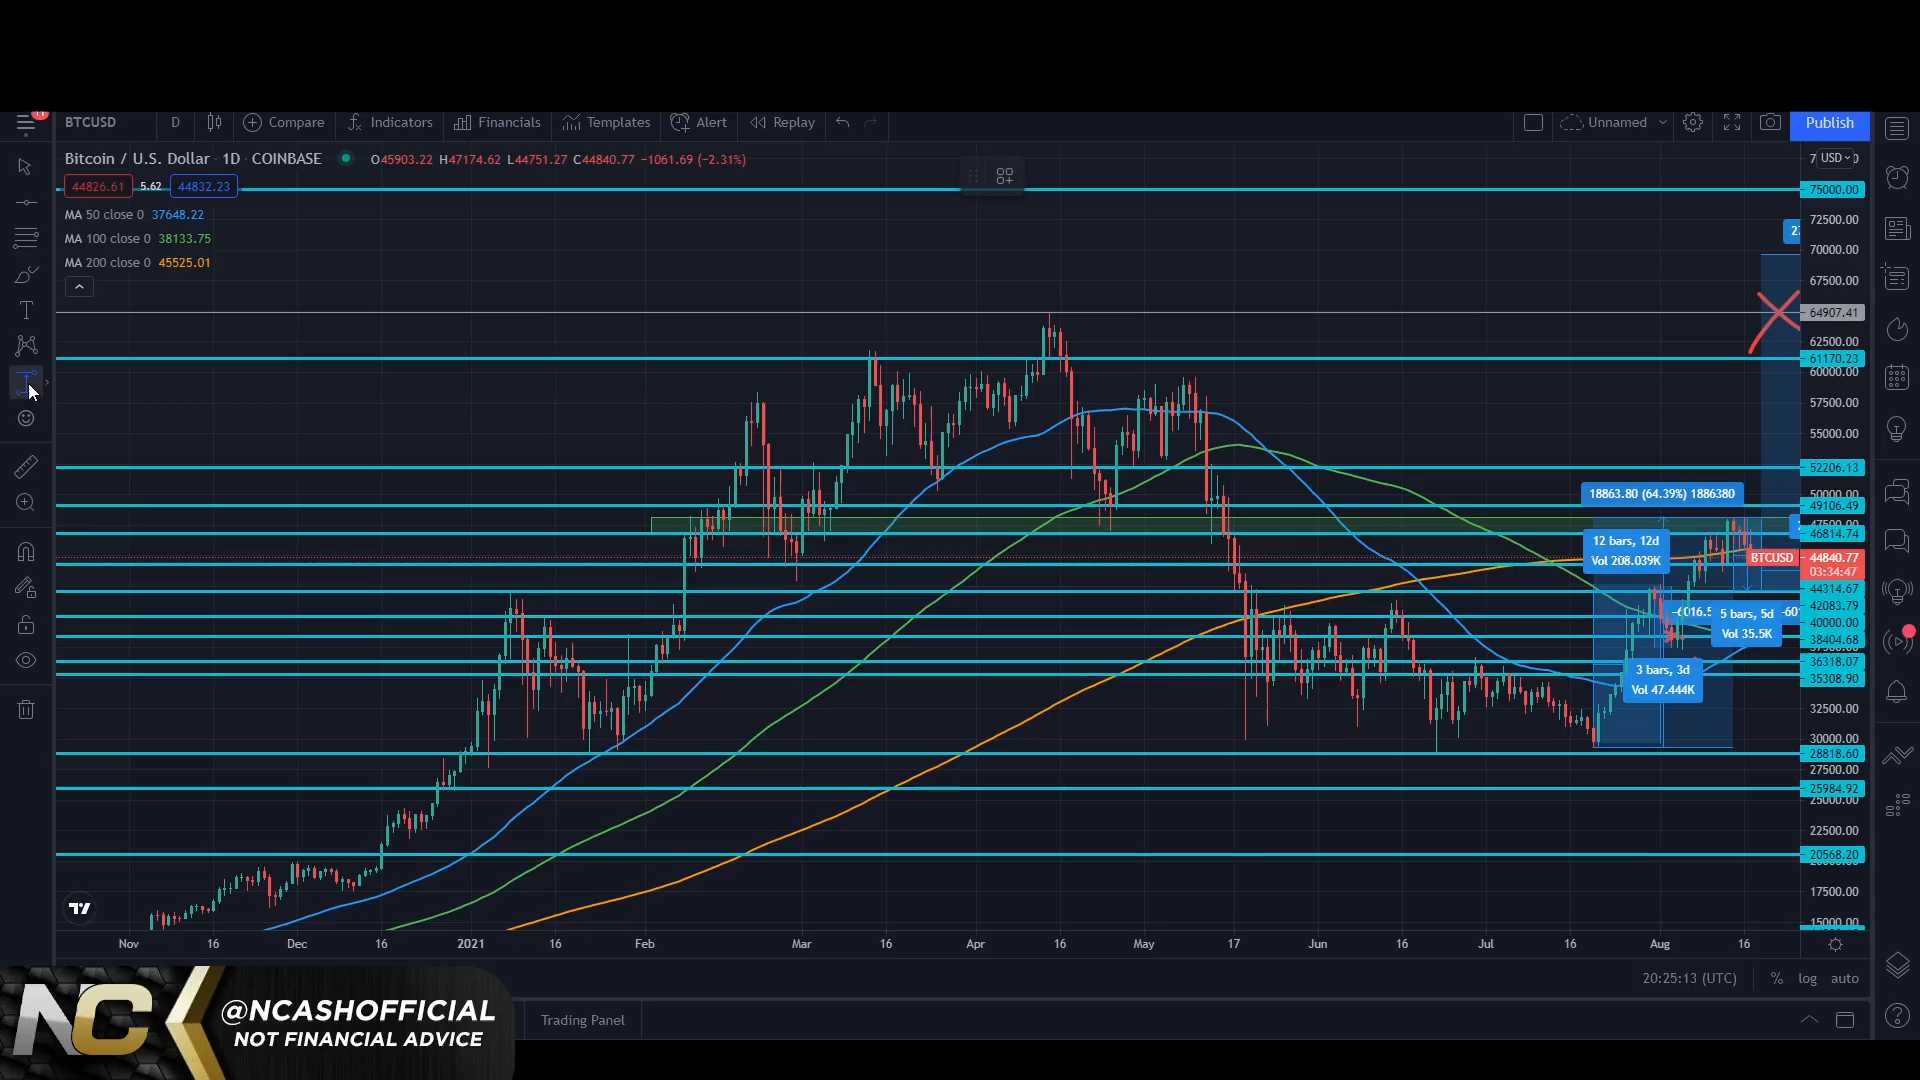 11
BTCUSD D Compare Indicators Financials Templates Alert Replay Unnamed Publish
Bitcoin / U.S. Dollar · 1D · COINBASE O45903.22 H47174.62 L44751.27 C44840.77 −1061.69 (−2.31%)
USD
44826.61 5.62 44832.23
75000.00
MA 50 close 0 37648.22
72500.00
MA 100 close 0 38133.75
70000.00
MA 200 close 0 45525.01
67500.00
64907.41
62500.00
61170.23
60000.00
57500.00
55000.00
52206.13
18863.80 (64.39%) 1886380
50000.00
49106.49
47500.00
46814.74
12 bars, 12d
Vol 208.039K
BTCUSD 44840.77
03:34:47
44314.67
42083.79
40000.00
5 bars, 5d
Vol 35.5K
38404.68
36318.07
3 bars, 3d
Vol 47.444K
35308.90
32500.00
30000.00
28818.60
27500.00
25984.92
25000.00
22500.00
20568.20
17500.00
15000.00
Nov 16 Dec 16 2021 16 Feb Mar 16 Apr 16 May 17 Jun 16 Jul 16 Aug 16
20:25:13 (UTC) % log auto
Trading Panel
NC
@NCASHOFFICIAL
NOT FINANCIAL ADVICE